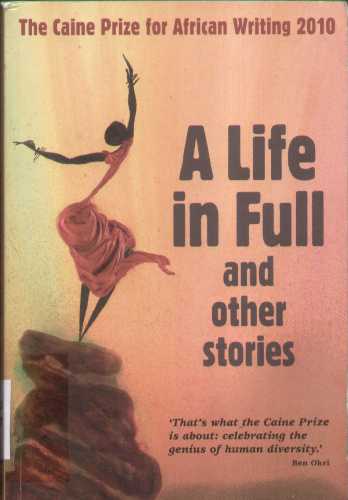 The Caine Prize for African Writing 2010
A Life
in Full
and
other
stories
‘That’s what the Caine Prize
is about: celebrating the
genius of human diversity.’
Ben Okri